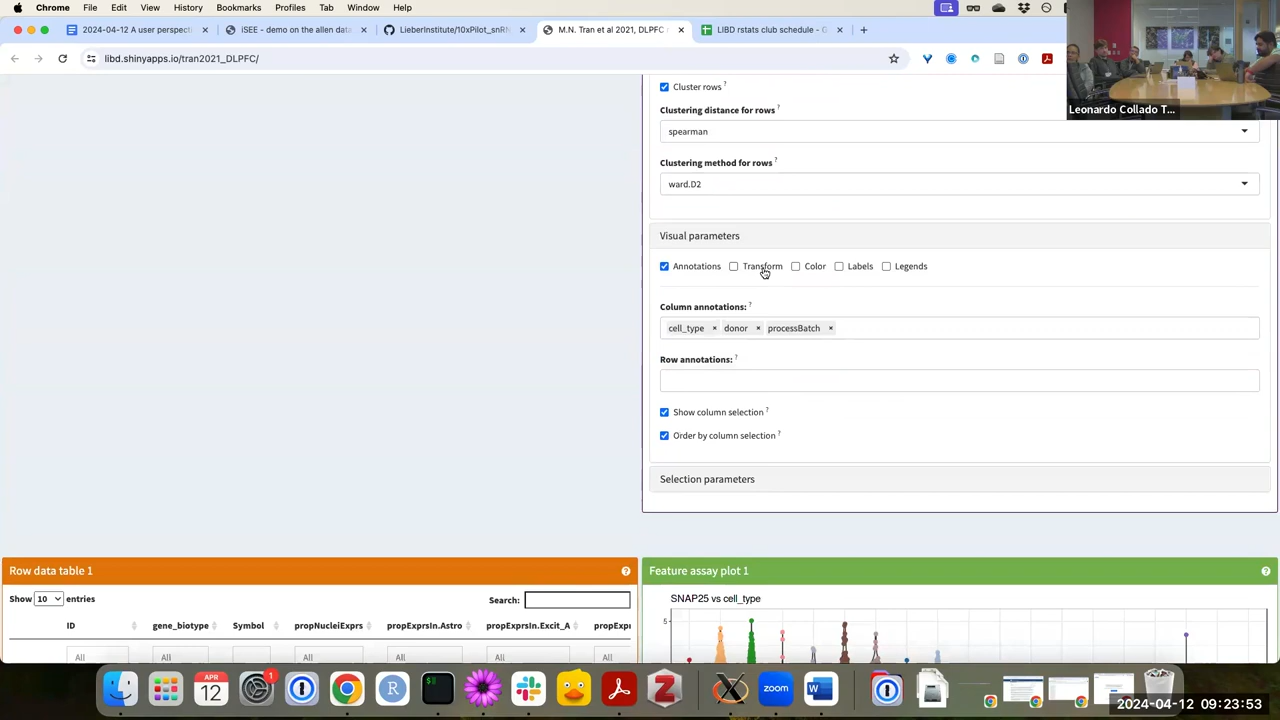 Chrome File Edit View History Bookmarks Profiles Tab Window Help
2024-04-12 A user perspect
iSEE - demo on the allen dat
LieberInstitute/10xPilot_snRN
M.N. Tran et al 2021, DLPFC
LIBD rstats club schedule - G
libd.shinyapps.io/tran2021_DLPFC/
Leonardo Collado T...
Cluster rows ?
Clustering distance for rows ?
spearman
Clustering method for rows ?
ward.D2
Visual parameters
Annotations Transform Color Labels Legends
Column annotations: ?
cell_type × donor × processBatch ×
Row annotations: ?
Show column selection ?
Order by column selection ?
Selection parameters
Row data table 1
Show 10 entries
Search:
ID gene_biotype Symbol propNucleiExprs propExprsIn.Astro propExprsIn.Excit_A propExpr
All All All All All
Feature assay plot 1
SNAP25 vs cell_type
5
APR
12
1
R
zoom
W
2024-04-12 09:23:53